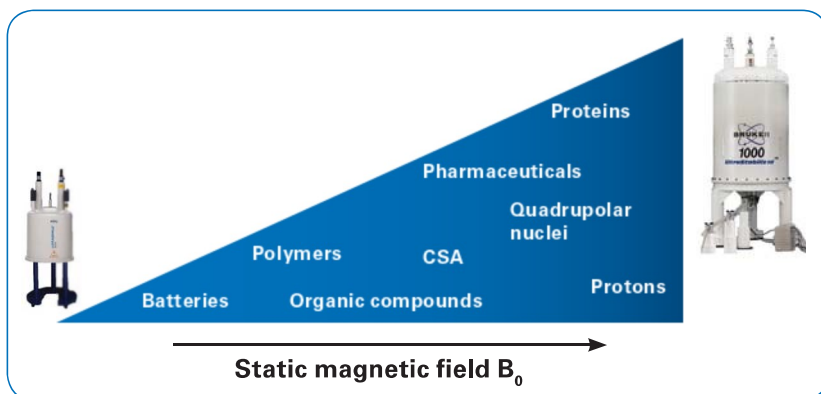 Proteins
BRUKER
1000
Pharmaceuticals
Quadrupolar
nuclei
Polymers
CSA
Protons
Batteries
Organic compounds
Static magnetic field B₀